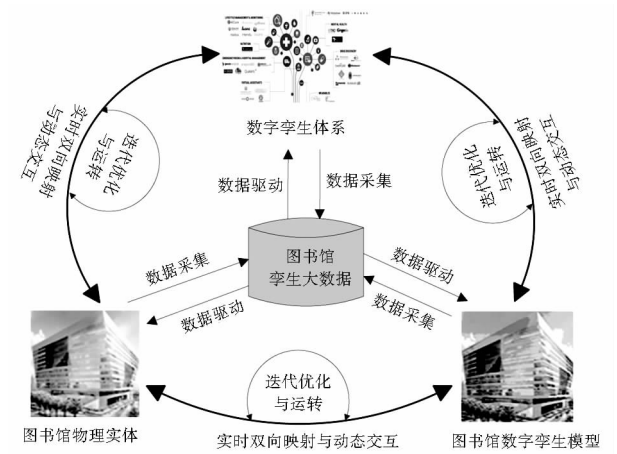 数字孪生体系
实时双向映射
与动态交互
迭代优化
与运转
迭代优化
与运转
实时双向映射
与动态交互
数据驱动
数据采集
图书馆
孪生大数据
数据采集
数据驱动
数据驱动
数据采集
迭代优化
与运转
图书馆物理实体
实时双向映射与动态交互
图书馆数字孪生模型